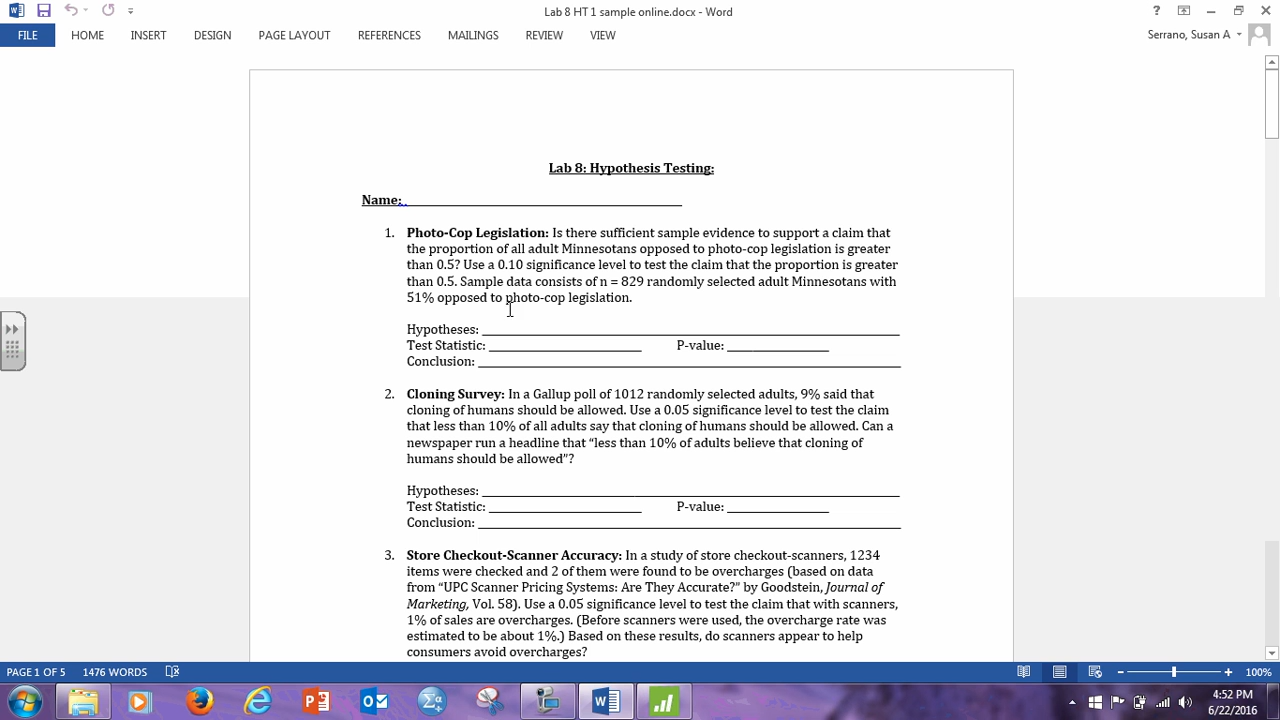 Lab 8 HT 1 sample online.docx - Word
FILE HOME INSERT DESIGN PAGE LAYOUT REFERENCES MAILINGS REVIEW VIEW Serrano, Susan A
Lab 8: Hypothesis Testing:
Name:
1. Photo-Cop Legislation: Is there sufficient sample evidence to support a claim that
the proportion of all adult Minnesotans opposed to photo-cop legislation is greater
than 0.5? Use a 0.10 significance level to test the claim that the proportion is greater
than 0.5. Sample data consists of n = 829 randomly selected adult Minnesotans with
51% opposed to photo-cop legislation.
Hypotheses:
Test Statistic: P-value:
Conclusion:
2. Cloning Survey: In a Gallup poll of 1012 randomly selected adults, 9% said that
cloning of humans should be allowed. Use a 0.05 significance level to test the claim
that less than 10% of all adults say that cloning of humans should be allowed. Can a
newspaper run a headline that “less than 10% of adults believe that cloning of
humans should be allowed”?
Hypotheses:
Test Statistic: P-value:
Conclusion:
3. Store Checkout-Scanner Accuracy: In a study of store checkout-scanners, 1234
items were checked and 2 of them were found to be overcharges (based on data
from “UPC Scanner Pricing Systems: Are They Accurate?” by Goodstein, Journal of
Marketing, Vol. 58). Use a 0.05 significance level to test the claim that with scanners,
1% of sales are overcharges. (Before scanners were used, the overcharge rate was
estimated to be about 1%.) Based on these results, do scanners appear to help
consumers avoid overcharges?
PAGE 1 OF 5 1476 WORDS 100%
4:52 PM
6/22/2016